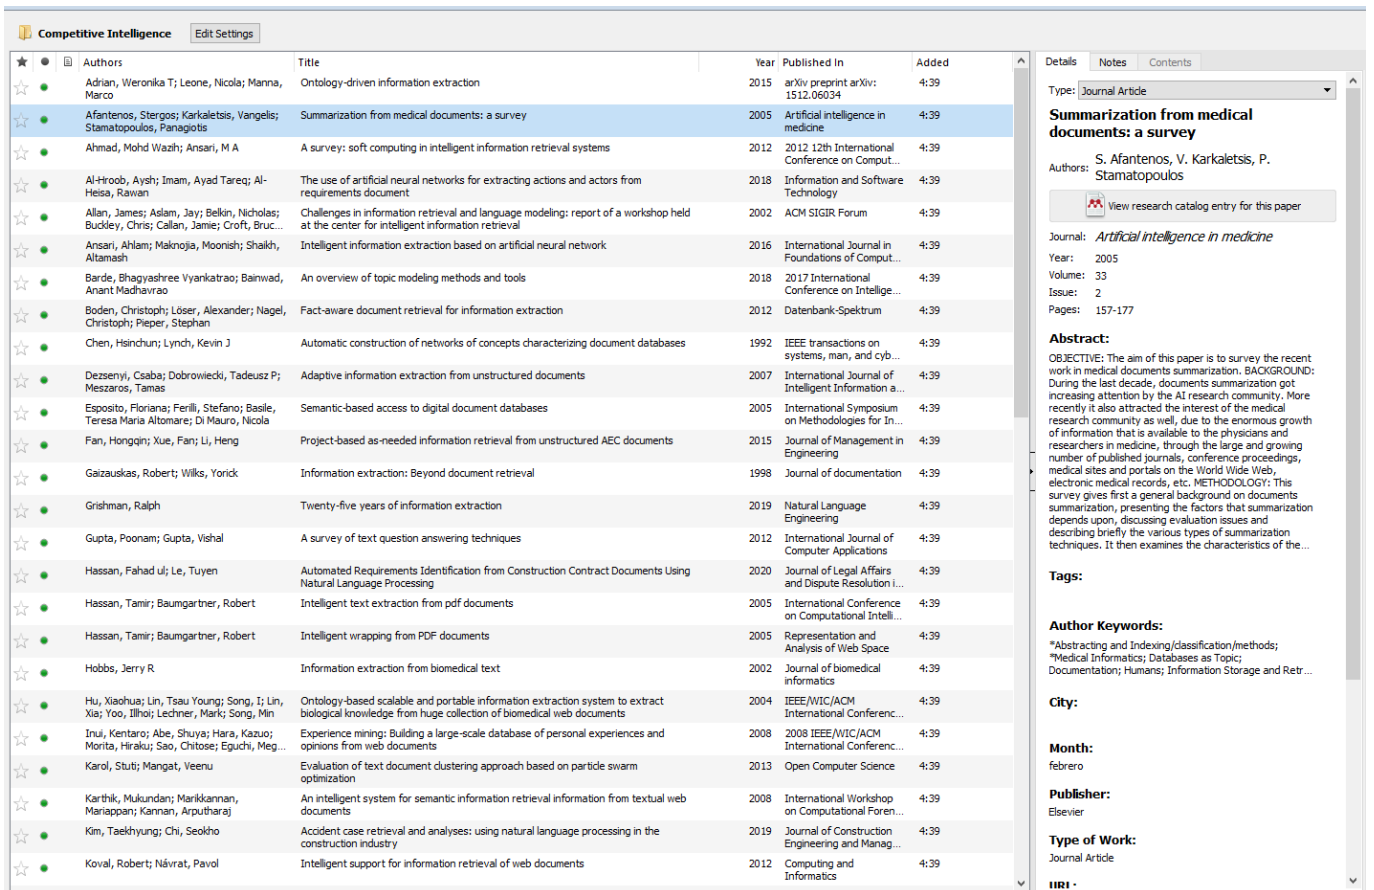 Competitive Intelligence Edit Settings
Authors Title Year Published In Added
Adrian, Weronika T; Leone, Nicola; Manna, Marco Ontology-driven information extraction 2015 arXiv preprint arXiv: 1512.06034 4:39
Afantenos, Stergos; Karkaletsis, Vangelis; Stamatopoulos, Panagiotis Summarization from medical documents: a survey 2005 Artificial intelligence in medicine 4:39
Ahmad, Mohd Wazih; Ansari, M A A survey: soft computing in intelligent information retrieval systems 2012 2012 12th International Conference on Comput... 4:39
Al-Hroob, Aysh; Imam, Ayad Tareq; Al-Heisa, Rawan The use of artificial neural networks for extracting actions and actors from requirements document 2018 Information and Software Technology 4:39
Allan, James; Aslam, Jay; Belkin, Nicholas; Buckley, Chris; Callan, Jamie; Croft, Bruc... Challenges in information retrieval and language modeling: report of a workshop held at the center for intelligent information retrieval 2002 ACM SIGIR Forum 4:39
Ansari, Ahlam; Maknojia, Moonish; Shaikh, Altamash Intelligent information extraction based on artificial neural network 2016 International Journal in Foundations of Comput... 4:39
Barde, Bhagyashree Vyankatrao; Bainwad, Anant Madhavrao An overview of topic modeling methods and tools 2018 2017 International Conference on Intellige... 4:39
Boden, Christoph; Löser, Alexander; Nagel, Christoph; Pieper, Stephan Fact-aware document retrieval for information extraction 2012 Datenbank-Spektrum 4:39
Chen, Hsinchun; Lynch, Kevin J Automatic construction of networks of concepts characterizing document databases 1992 IEEE transactions on systems, man, and cyb... 4:39
Dezsenyi, Csaba; Dobrowiecki, Tadeusz P; Meszaros, Tamas Adaptive information extraction from unstructured documents 2007 International Journal of Intelligent Information a... 4:39
Esposito, Floriana; Ferilli, Stefano; Basile, Teresa Maria Altomare; Di Mauro, Nicola Semantic-based access to digital document databases 2005 International Symposium on Methodologies for In... 4:39
Fan, Hongqin; Xue, Fan; Li, Heng Project-based as-needed information retrieval from unstructured AEC documents 2015 Journal of Management in Engineering 4:39
Gaizauskas, Robert; Wilks, Yorick Information extraction: Beyond document retrieval 1998 Journal of documentation 4:39
Grishman, Ralph Twenty-five years of information extraction 2019 Natural Language Engineering 4:39
Gupta, Poonam; Gupta, Vishal A survey of text question answering techniques 2012 International Journal of Computer Applications 4:39
Hassan, Fahad ul; Le, Tuyen Automated Requirements Identification from Construction Contract Documents Using Natural Language Processing 2020 Journal of Legal Affairs and Dispute Resolution i... 4:39
Hassan, Tamir; Baumgartner, Robert Intelligent text extraction from pdf documents 2005 International Conference on Computational Intelli... 4:39
Hassan, Tamir; Baumgartner, Robert Intelligent wrapping from PDF documents 2005 Representation and Analysis of Web Space 4:39
Hobbs, Jerry R Information extraction from biomedical text 2002 Journal of biomedical informatics 4:39
Hu, Xiaohua; Lin, Tsau Young; Song, I; Lin, Xia; Yoo, Illhoi; Lechner, Mark; Song, Min Ontology-based scalable and portable information extraction system to extract biological knowledge from huge collection of biomedical web documents 2004 IEEE/WIC/ACM International Conferenc... 4:39
Inui, Kentaro; Abe, Shuya; Hara, Kazuo; Morita, Hiraku; Sao, Chitose; Eguchi, Meg... Experience mining: Building a large-scale database of personal experiences and opinions from web documents 2008 2008 IEEE/WIC/ACM International Conferenc... 4:39
Karol, Stuti; Mangat, Veenu Evaluation of text document clustering approach based on particle swarm optimization 2013 Open Computer Science 4:39
Karthik, Mukundan; Marikkannan, Mariappan; Kannan, Arputharaj An intelligent system for semantic information retrieval information from textual web documents 2008 International Workshop on Computational Foren... 4:39
Kim, Taekhyung; Chi, Seokho Accident case retrieval and analyses: using natural language processing in the construction industry 2019 Journal of Construction Engineering and Manag... 4:39
Koval, Robert; Návrat, Pavol Intelligent support for information retrieval of web documents 2012 Computing and Informatics 4:39
Details Notes Contents
Type: Journal Article
Summarization from medical
documents: a survey
Authors: S. Afantenos, V. Karkaletsis, P.
Stamatopoulos
View research catalog entry for this paper
Journal: Artificial intelligence in medicine
Year: 2005
Volume: 33
Issue: 2
Pages: 157-177
Abstract:
OBJECTIVE: The aim of this paper is to survey the recent
work in medical documents summarization. BACKGROUND:
During the last decade, documents summarization got
increasing attention by the AI research community. More
recently it also attracted the interest of the medical
research community as well, due to the enormous growth
of information that is available to the physicians and
researchers in medicine, through the large and growing
number of published journals, conference proceedings,
medical sites and portals on the World Wide Web,
electronic medical records, etc. METHODOLOGY: This
survey gives first a general background on documents
summarization, presenting the factors that summarization
depends upon, discussing evaluation issues and
describing briefly the various types of summarization
techniques. It then examines the characteristics of the...
Tags:
Author Keywords:
*Abstracting and Indexing/classification/methods;
*Medical Informatics; Databases as Topic;
Documentation; Humans; Information Storage and Retr...
City:
Month:
febrero
Publisher:
Elsevier
Type of Work:
Journal Article
URL: